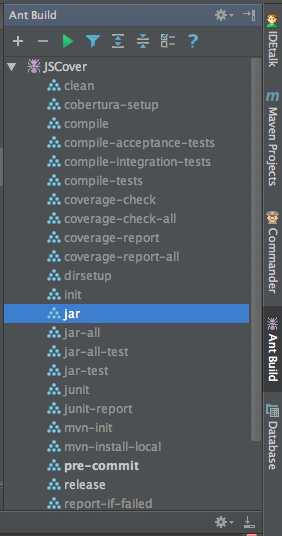 Ant Build
JSCover
clean
cobertura-setup
compile
compile-acceptance-tests
compile-integration-tests
compile-tests
coverage-check
coverage-check-all
coverage-report
coverage-report-all
dirsetup
init
jar
jar-all
jar-all-test
jar-test
junit
junit-report
mvn-init
mvn-install-local
pre-commit
release
report-if-failed
IDEtalk
m Maven Projects
Commander
Ant Build
Database